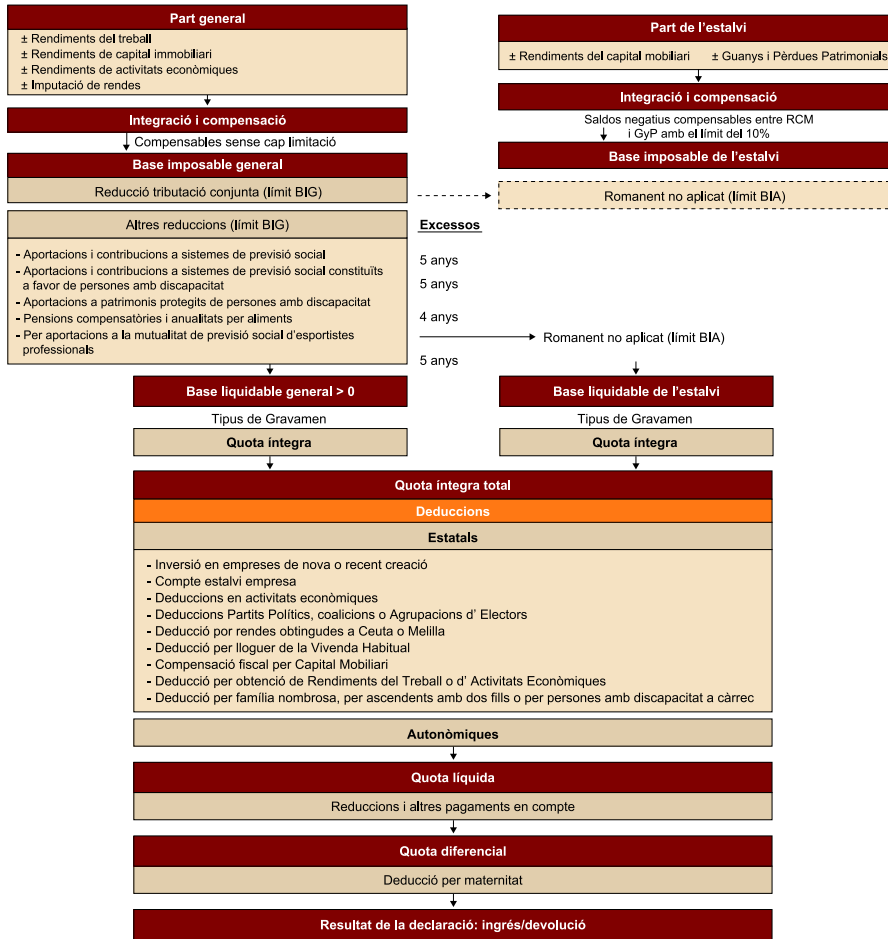 Part general
± Rendiments del treball
± Rendiments de capital immobiliari
± Rendiments de activitats econòmiques
± Imputació de rendes
Integració i compensació
Compensables sense cap limitació
Base imposable general
Reducció tributació conjunta (límit BIG)
Part de l’estalvi
± Rendiments del capital mobiliari ± Guanys i Pèrdues Patrimonials
Integració i compensació
Saldos negatius compensables entre RCM
i GyP amb el límit del 10%
Base imposable de l’estalvi
Romanent no aplicat (límit BIA)
Altres reduccions (límit BIG)
Excessos
- Aportacions i contribucions a sistemes de previsió social
5 anys
- Aportacions i contribucions a sistemes de previsió social constituïts
a favor de persones amb discapacitat
5 anys
- Aportacions a patrimonis protegits de persones amb discapacitat
- Pensions compensatòries i anualitats per aliments
4 anys
- Per aportacions a la mutualitat de previsió social d’esportistes
professionals
Romanent no aplicat (límit BIA)
5 anys
Base liquidable general > 0
Tipus de Gravamen
Quota íntegra
Base liquidable de l’estalvi
Tipus de Gravamen
Quota íntegra
Quota íntegra total
Deduccions
Estatals
- Inversió en empreses de nova o recent creació
- Compte estalvi empresa
- Deduccions en activitats econòmiques
- Deduccions Partits Polítics, coalicions o Agrupacions d’ Electors
- Deducció por rendes obtingudes a Ceuta o Melilla
- Deducció per lloguer de la Vivenda Habitual
- Compensació fiscal per Capital Mobiliari
- Deducció per obtenció de Rendiments del Treball o d’ Activitats Econòmiques
- Deducció per família nombrosa, per ascendents amb dos fills o per persones amb discapacitat a càrrec
Autonòmiques
Quota líquida
Reduccions i altres pagaments en compte
Quota diferencial
Deducció per maternitat
Resultat de la declaració: ingrés/devolució